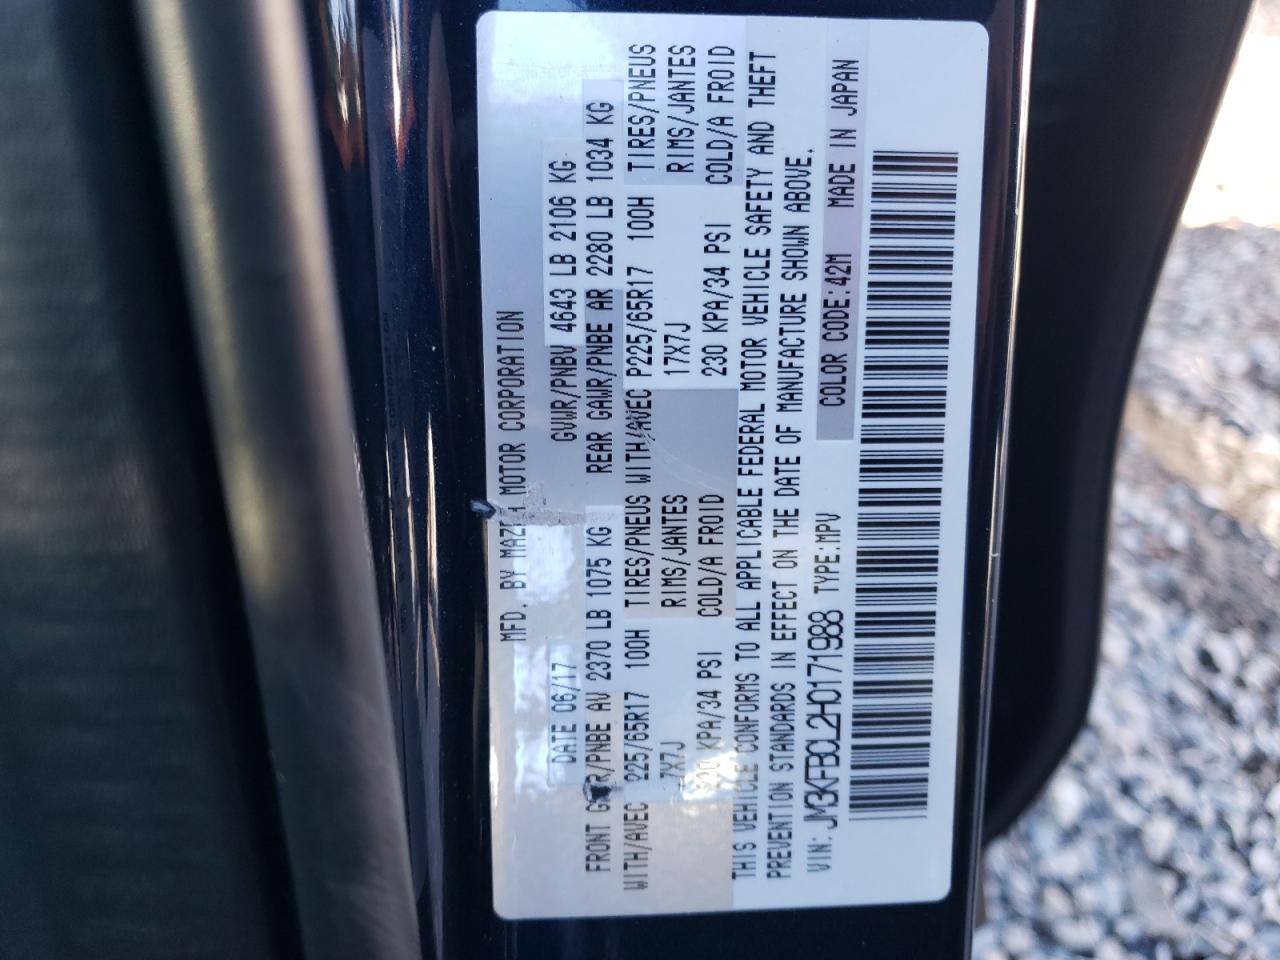 MFD. BY MAZDA MOTOR CORPORATION
DATE 06/17 GVWR/PNBV 4643 LB 2106 KG
FRONT GAWR/PNBE AV 2370 LB 1075 KG REAR GAWR/PNBE AR 2280 LB 1034 KG
WITH/AVEC 225/65R17 100H TIRES/PNEUS WITH/AVEC P225/65R17 100H TIRES/PNEUS
7X7J RIMS/JANTES 17X7J RIMS/JANTES
230 KPA/34 PSI COLD/A FROID 230 KPA/34 PSI COLD/A FROID
THIS VEHICLE CONFORMS TO ALL APPLICABLE FEDERAL MOTOR VEHICLE SAFETY AND THEFT
PREVENTION STANDARDS IN EFFECT ON THE DATE OF MANUFACTURE SHOWN ABOVE.
VIN: JM3KFBCL2H0171988 TYPE:MPV COLOR CODE:42M MADE IN JAPAN